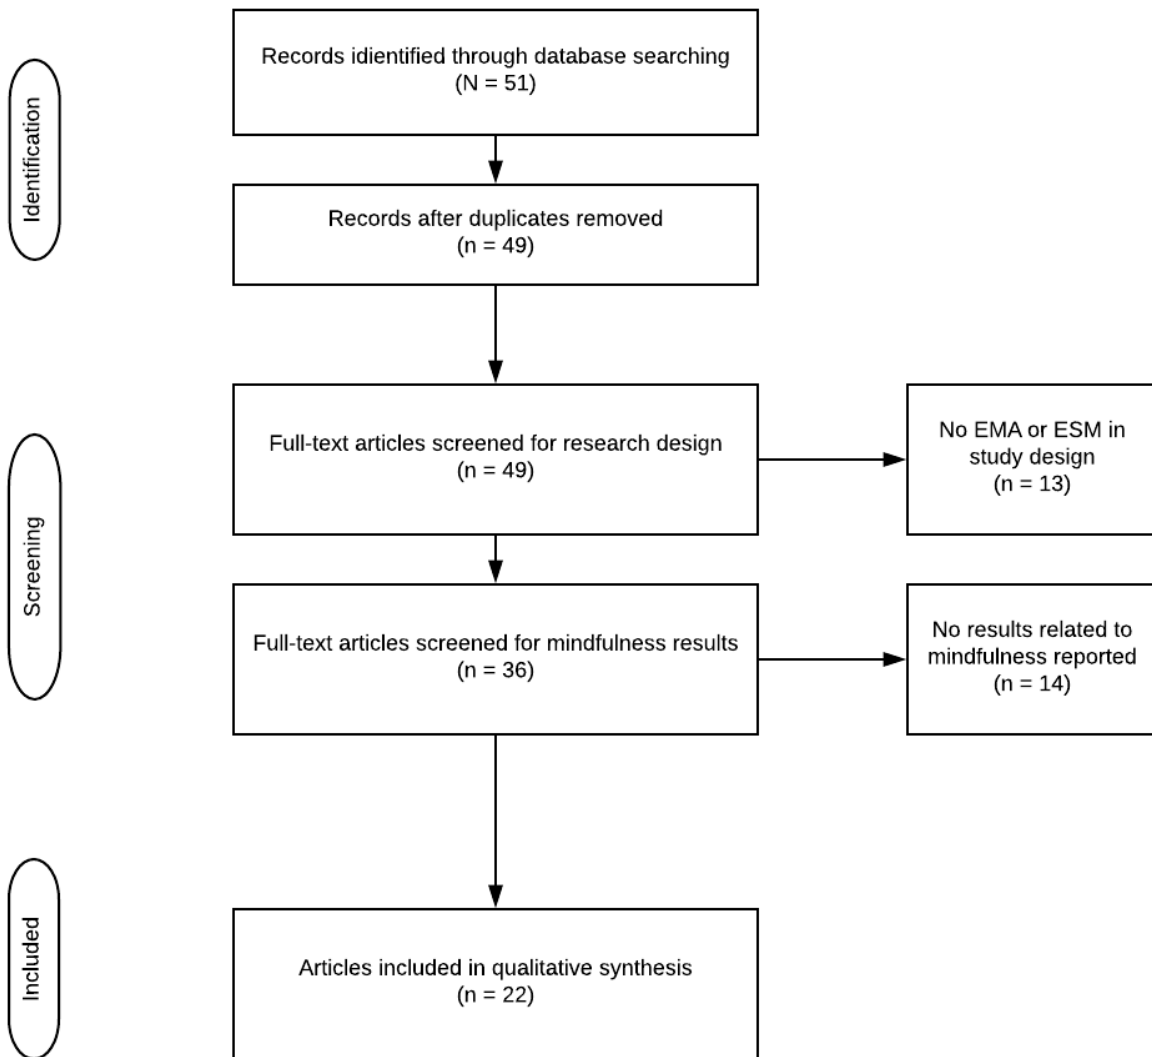 Identification
Records idientified through database searching
(N = 51)
Records after duplicates removed
(n = 49)
Screening
Full-text articles screened for research design
(n = 49)
No EMA or ESM in
study design
(n = 13)
Full-text articles screened for mindfulness results
(n = 36)
No results related to
mindfulness reported
(n = 14)
Included
Articles included in qualitative synthesis
(n = 22)